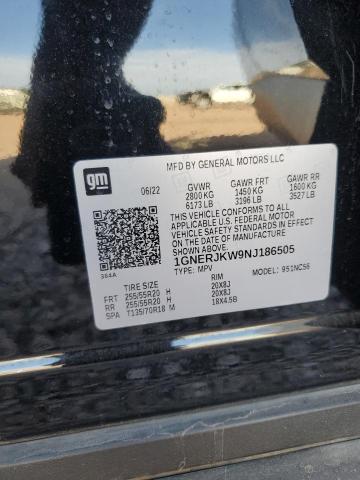 MFD BY GENERAL MOTORS LLC
gm
06/22 GVWR GAWR FRT GAWR RR
2800 KG 1450 KG 1600 KG
6173 LB 3196 LB 3527 LB
THIS VEHICLE CONFORMS TO ALL APPLICABLE
U.S. FEDERAL MOTOR VEHICLE SAFETY
STANDARDS IN EFFECT ON THE DATE OF
MANUFACTURE SHOWN ABOVE.
1GNERJKW9NJ186505
384A TYPE: MPV MODEL: 951NC56
TIRE SIZE RIM
FRT 255/55R20 H 20X8J
RR 255/55R20 H 20X8J
SPA T135/70R18 M 18X4.5B